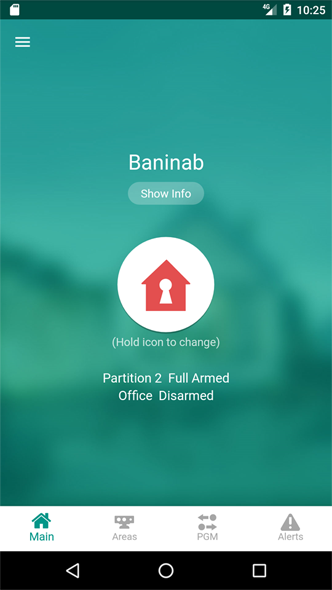 4G
10:25
Baninab
Show Info
(Hold icon to change)
Partition 2 Full Armed
Office Disarmed
Main Areas PGM Alerts